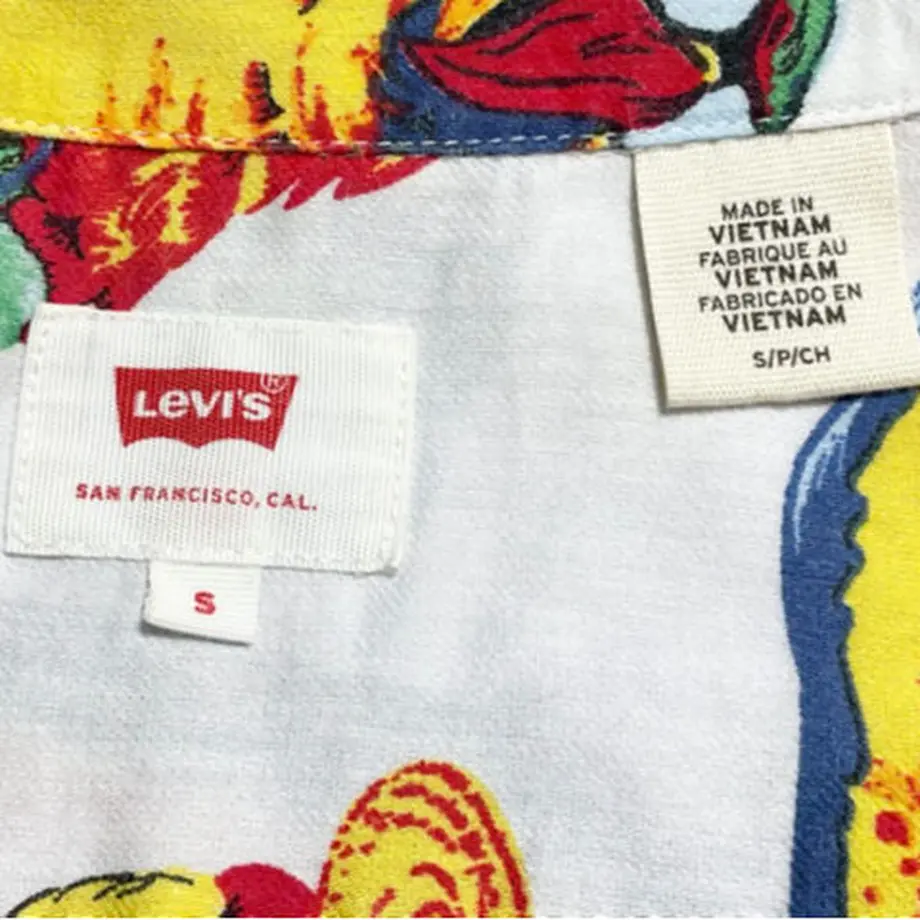 LEVI'S®
SAN FRANCISCO, CAL.
S
MADE IN
VIETNAM
FABRIQUE AU
VIETNAM
FABRICADO EN
VIETNAM
S/P/CH